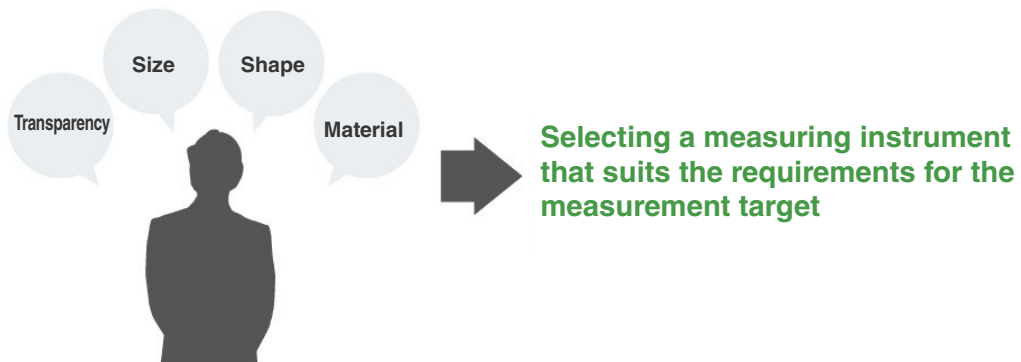 Transparency
Size
Shape
Material
Selecting a measuring instrument
that suits the requirements for the
measurement target